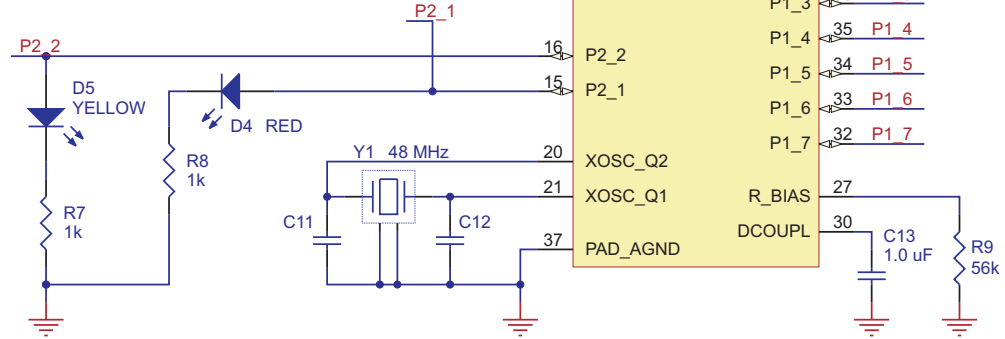 P2_1
P1_3
35 P1_4
P1_4
P2_2
16
P2_2
D5
YELLOW
34 P1_5
P1_5
15
P2_1
D4 RED
33 P1_6
P1_6
32 P1_7
P1_7
R8
1k
Y1 48 MHz
20
XOSC_Q2
21
XOSC_Q1
R_BIAS
27
R7
1k
C11
C12
DCOUPL
30
37
PAD_AGND
C13
1.0 uF
R9
56k